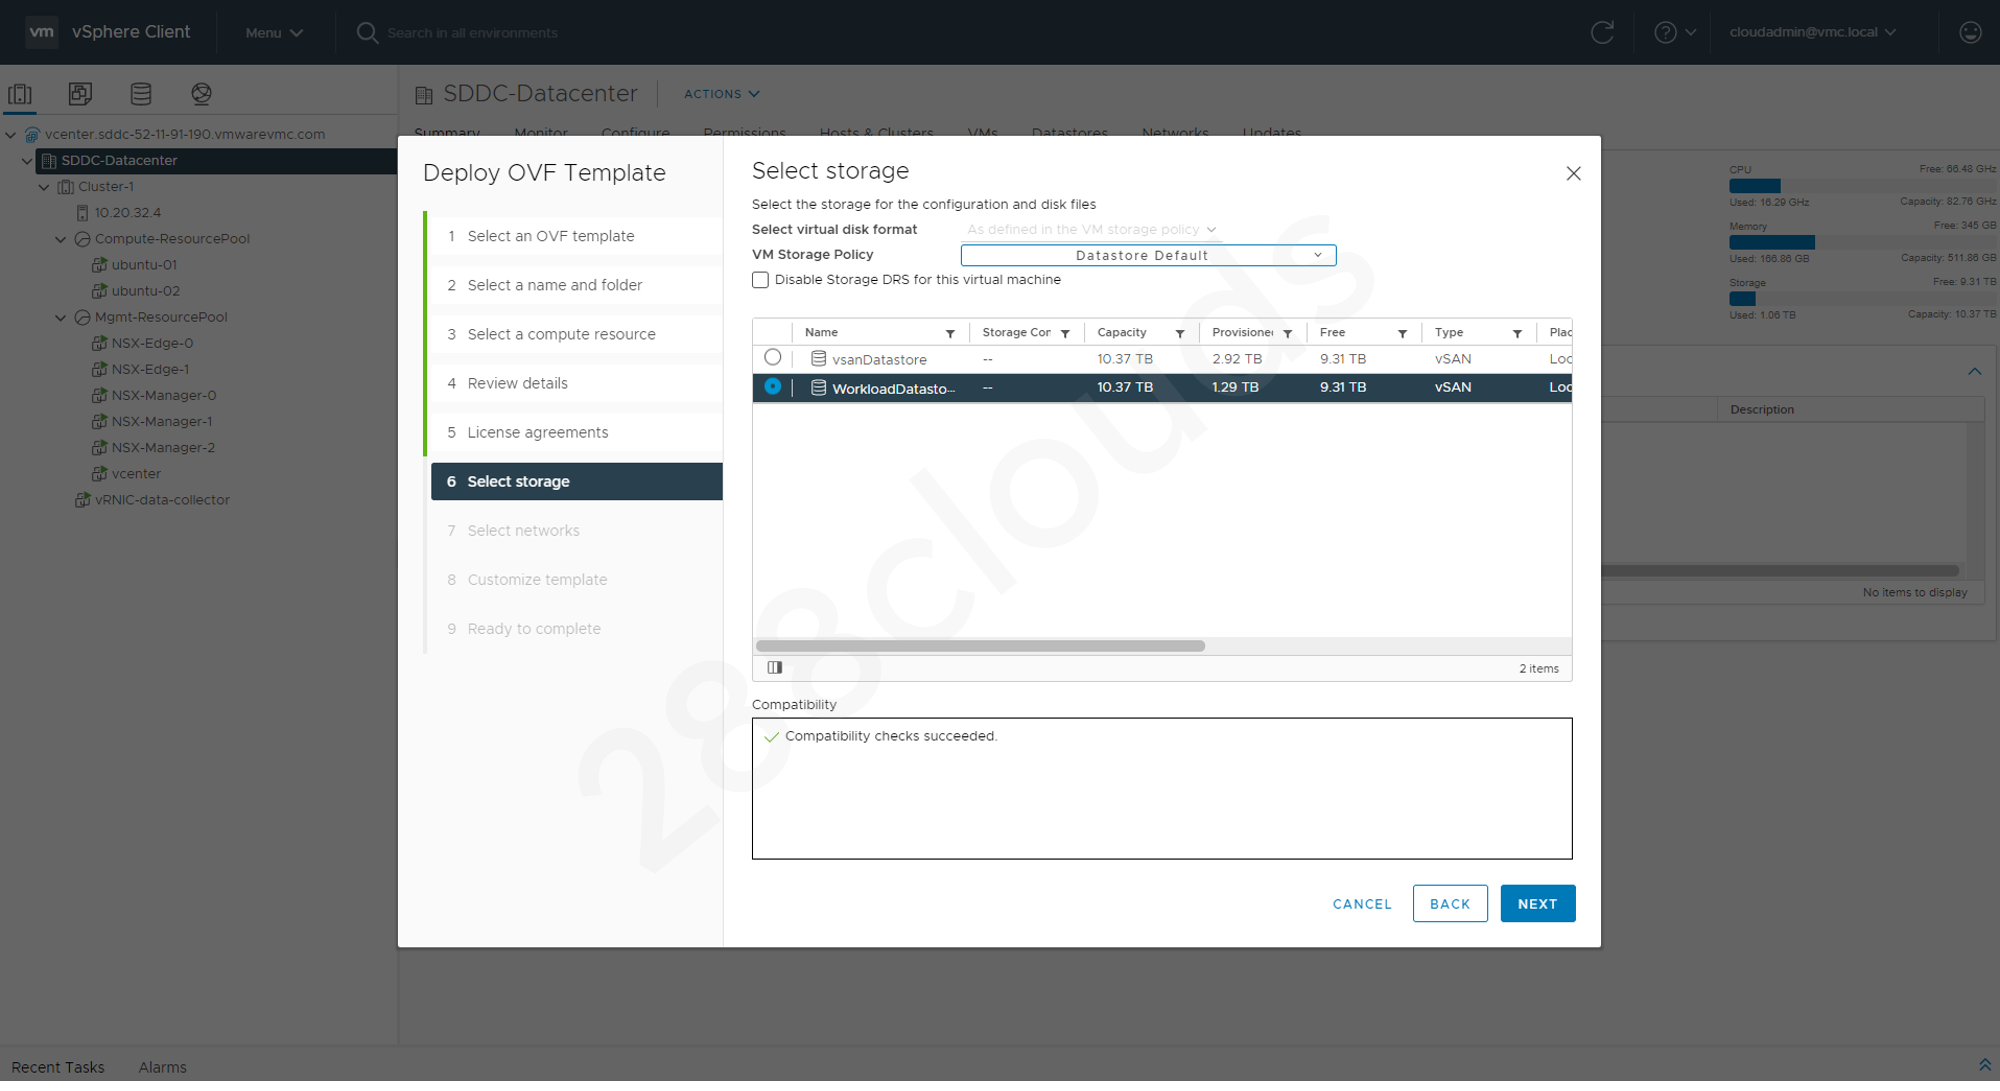 vm vSphere Client Menu Search in all environments cloudadmin@vmc.local
SDDC-Datacenter ACTIONS
Summary Monitor Configure Permissions Hosts & Clusters VMs Datastores Networks Updates
vcenter.sddc-52-11-91-190.vmwarevmc.com
SDDC-Datacenter
Cluster-1
10.20.32.4
Compute-ResourcePool
ubuntu-01
ubuntu-02
Mgmt-ResourcePool
NSX-Edge-0
NSX-Edge-1
NSX-Manager-0
NSX-Manager-1
NSX-Manager-2
vcenter
vRNIC-data-collector
Deploy OVF Template
1 Select an OVF template
2 Select a name and folder
3 Select a compute resource
4 Review details
5 License agreements
6 Select storage
7 Select networks
8 Customize template
9 Ready to complete
Select storage
Select the storage for the configuration and disk files
Select virtual disk format As defined in the VM storage policy
VM Storage Policy Datastore Default
Disable Storage DRS for this virtual machine
Name Storage Cor Capacity Provisioned Free Type Plac
vsanDatastore -- 10.37 TB 2.92 TB 9.31 TB vSAN Loc
WorkloadDatasto... -- 10.37 TB 1.29 TB 9.31 TB vSAN Loc
2 items
Compatibility
Compatibility checks succeeded.
CANCEL BACK NEXT
CPU Free: 66.48 GHz
Used: 16.29 GHz Capacity: 82.76 GHz
Memory Free: 345 GB
Used: 166.86 GB Capacity: 511.86 GB
Storage Free: 9.31 TB
Used: 1.06 TB Capacity: 10.37 TB
Description
No items to display
288clouds
Recent Tasks Alarms